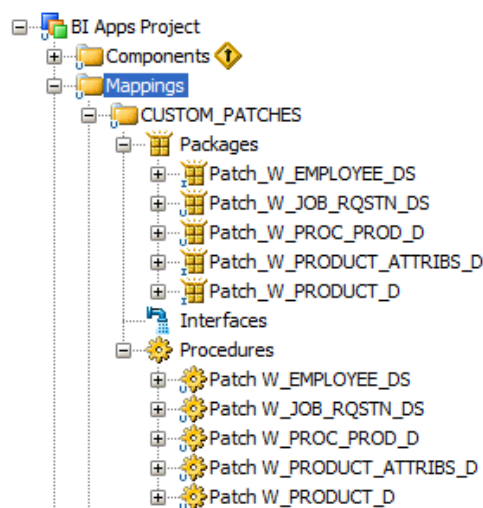 BI Apps Project
Components
Mappings
CUSTOM_PATCHES
Packages
Patch_W_EMPLOYEE_DS
Patch_W_JOB_RQSTN_DS
Patch_W_PROC_PROD_D
Patch_W_PRODUCT_ATTRIBS_D
Patch_W_PRODUCT_D
Interfaces
Procedures
Patch W_EMPLOYEE_DS
Patch W_JOB_RQSTN_DS
Patch W_PROC_PROD_D
Patch W_PRODUCT_ATTRIBS_D
Patch W_PRODUCT_D